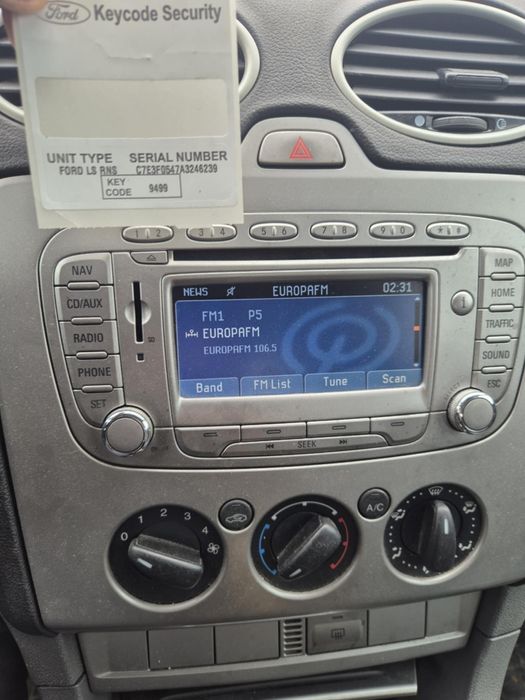 Ford Keycode Security
UNIT TYPE SERIAL NUMBER
FORD LS RNS C7E3F0547A3246239
KEY CODE 9499
1 2 3 4 5 6 7 8 9 0 * #
NAV
CD/AUX
RADIO
PHONE
SET
MAP
HOME
TRAFFIC
SOUND
ESC
i
NEWS EUROPAFM 02:31
FM1 P5
EUROPAFM
EUROPAFM 106.5
Band FM List Tune Scan
SEEK
0 1 2 3 4
A/C